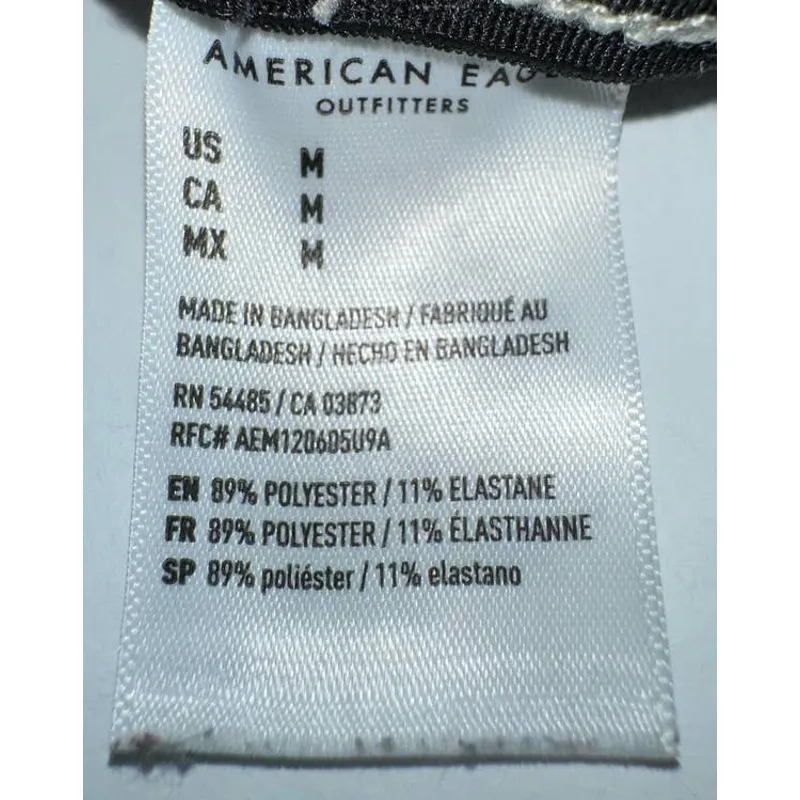 AMERICAN
OUTFITTERS
US M
CA M
MX M
MADE IN BANGLADESH / FABRIQUÉ AU
BANGLADESH / HECHO EN BANGLADESH
RN 54485 / CA 03873
RFC# AEM120605U9A
EN 89% POLYESTER / 11% ELASTANE
FR 89% POLYESTER / 11% ÉLASTHANNE
SP 89% poliéster / 11% elastano